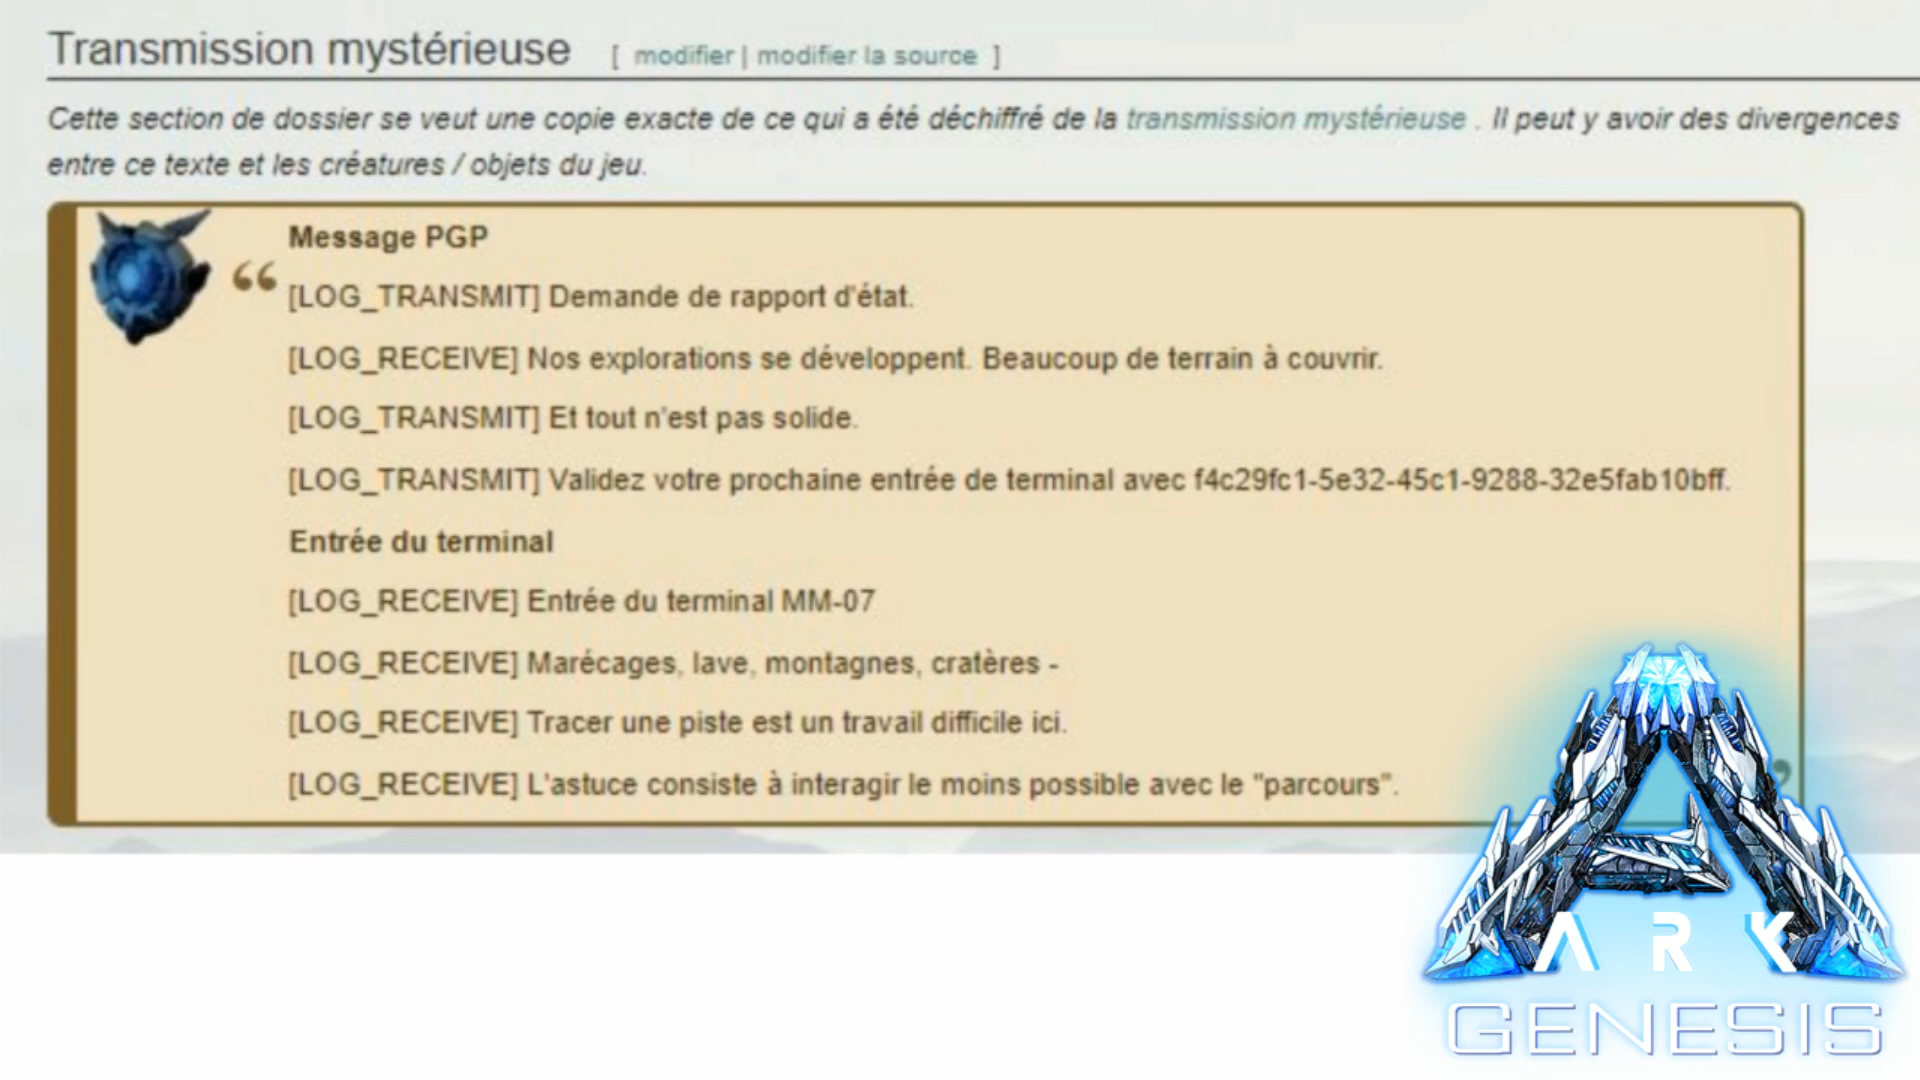 Transmission mystérieuse [ modifier | modifier la source ]
Cette section de dossier se veut une copie exacte de ce qui a été déchiffré de la transmission mystérieuse . Il peut y avoir des divergences
entre ce texte et les créatures / objets du jeu.
“ Message PGP
[LOG_TRANSMIT] Demande de rapport d'état.
[LOG_RECEIVE] Nos explorations se développent. Beaucoup de terrain à couvrir.
[LOG_TRANSMIT] Et tout n'est pas solide.
[LOG_TRANSMIT] Validez votre prochaine entrée de terminal avec f4c29fc1-5e32-45c1-9288-32e5fab10bff.
Entrée du terminal
[LOG_RECEIVE] Entrée du terminal MM-07
[LOG_RECEIVE] Marécages, lave, montagnes, cratères -
[LOG_RECEIVE] Tracer une piste est un travail difficile ici.
[LOG_RECEIVE] L'astuce consiste à interagir le moins possible avec le "parcours". ”
ARK
GENESIS